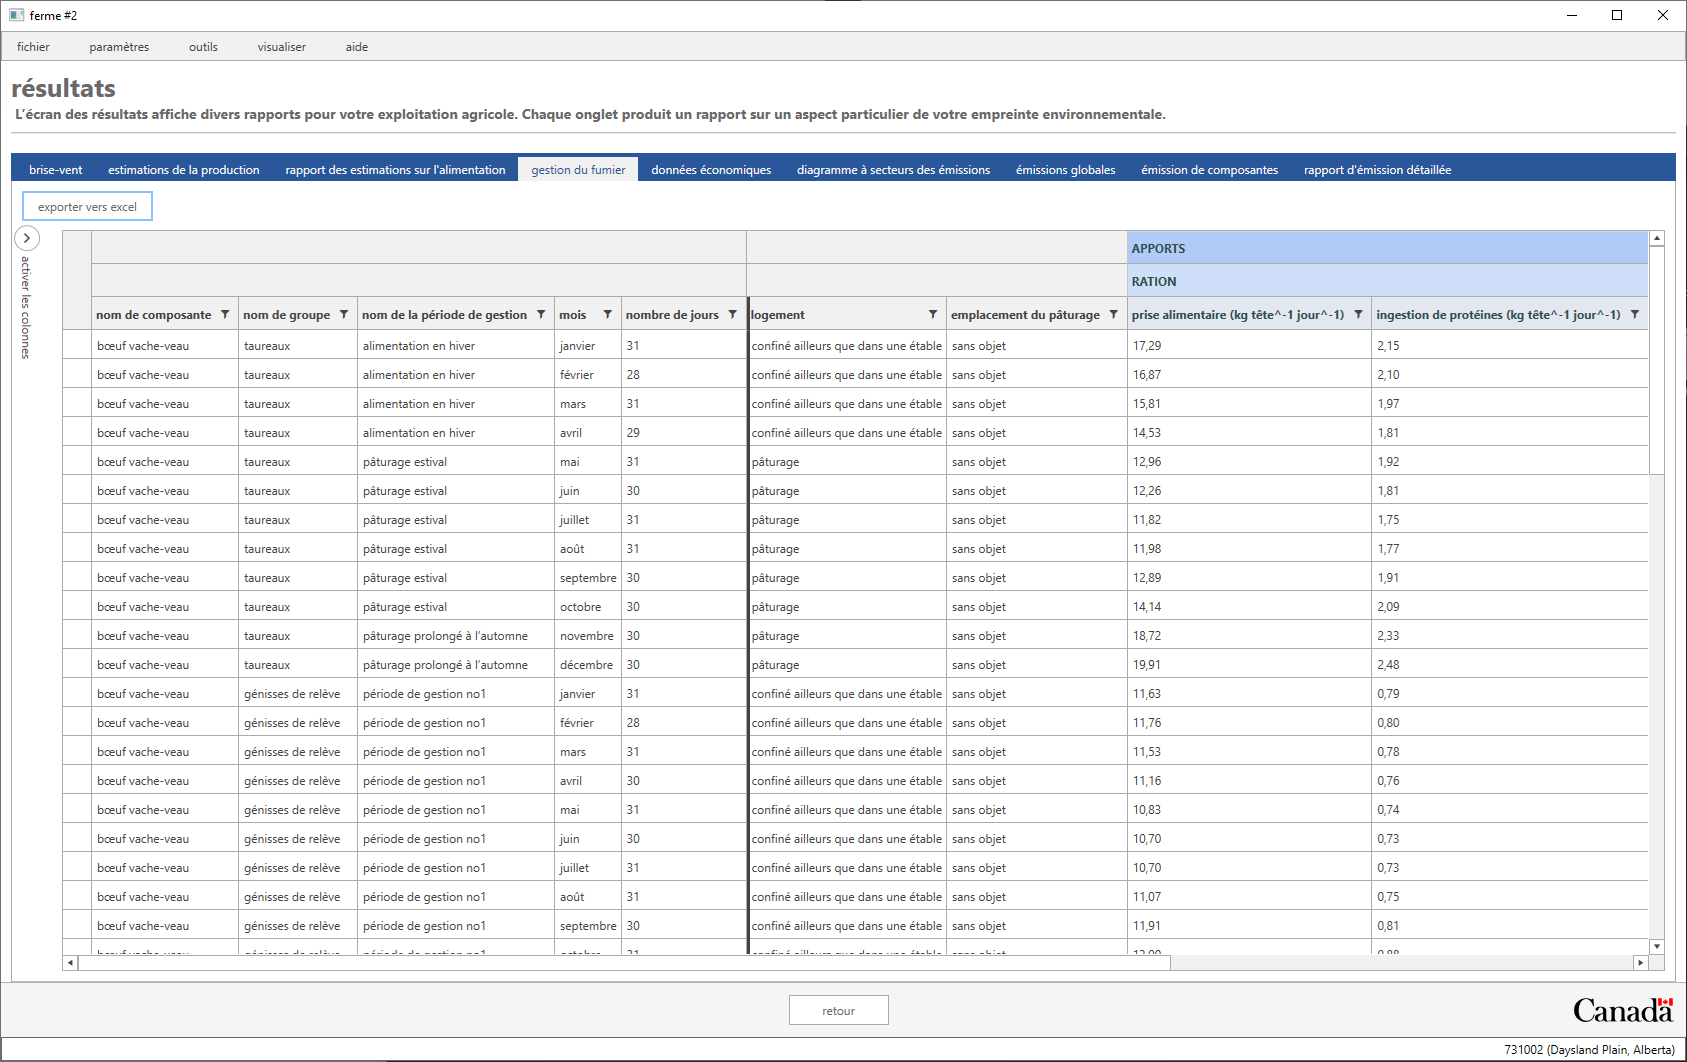 ferme #2
fichier paramètres outils visualiser aide
résultats
L'écran des résultats affiche divers rapports pour votre exploitation agricole. Chaque onglet produit un rapport sur un aspect particulier de votre empreinte environnementale.
brise-vent estimations de la production rapport des estimations sur l'alimentation gestion du fumier données économiques diagramme à secteurs des émissions émissions globales émission de composantes rapport d'émission détaillée
exporter vers excel
activer les colonnes
APPORTS
RATION
nom de composante nom de groupe nom de la période de gestion mois nombre de jours logement emplacement du pâturage prise alimentaire (kg tête^-1 jour^-1) ingestion de protéines (kg tête^-1 jour^-1)
bœuf vache-veau taureaux alimentation en hiver janvier 31 confiné ailleurs que dans une étable sans objet 17,29 2,15
bœuf vache-veau taureaux alimentation en hiver février 28 confiné ailleurs que dans une étable sans objet 16,87 2,10
bœuf vache-veau taureaux alimentation en hiver mars 31 confiné ailleurs que dans une étable sans objet 15,81 1,97
bœuf vache-veau taureaux alimentation en hiver avril 29 confiné ailleurs que dans une étable sans objet 14,53 1,81
bœuf vache-veau taureaux pâturage estival mai 31 pâturage sans objet 12,96 1,92
bœuf vache-veau taureaux pâturage estival juin 30 pâturage sans objet 12,26 1,81
bœuf vache-veau taureaux pâturage estival juillet 31 pâturage sans objet 11,82 1,75
bœuf vache-veau taureaux pâturage estival août 31 pâturage sans objet 11,98 1,77
bœuf vache-veau taureaux pâturage estival septembre 30 pâturage sans objet 12,89 1,91
bœuf vache-veau taureaux pâturage estival octobre 30 pâturage sans objet 14,14 2,09
bœuf vache-veau taureaux pâturage prolongé à l'automne novembre 30 pâturage sans objet 18,72 2,33
bœuf vache-veau taureaux pâturage prolongé à l'automne décembre 30 pâturage sans objet 19,91 2,48
bœuf vache-veau génisses de relève période de gestion no1 janvier 31 confiné ailleurs que dans une étable sans objet 11,63 0,79
bœuf vache-veau génisses de relève période de gestion no1 février 28 confiné ailleurs que dans une étable sans objet 11,76 0,80
bœuf vache-veau génisses de relève période de gestion no1 mars 31 confiné ailleurs que dans une étable sans objet 11,53 0,78
bœuf vache-veau génisses de relève période de gestion no1 avril 30 confiné ailleurs que dans une étable sans objet 11,16 0,76
bœuf vache-veau génisses de relève période de gestion no1 mai 31 confiné ailleurs que dans une étable sans objet 10,83 0,74
bœuf vache-veau génisses de relève période de gestion no1 juin 30 confiné ailleurs que dans une étable sans objet 10,70 0,73
bœuf vache-veau génisses de relève période de gestion no1 juillet 31 confiné ailleurs que dans une étable sans objet 10,70 0,73
bœuf vache-veau génisses de relève période de gestion no1 août 31 confiné ailleurs que dans une étable sans objet 11,07 0,75
bœuf vache-veau génisses de relève période de gestion no1 septembre 30 confiné ailleurs que dans une étable sans objet 11,91 0,81
retour
Canada
731002 (Daysland Plain, Alberta)